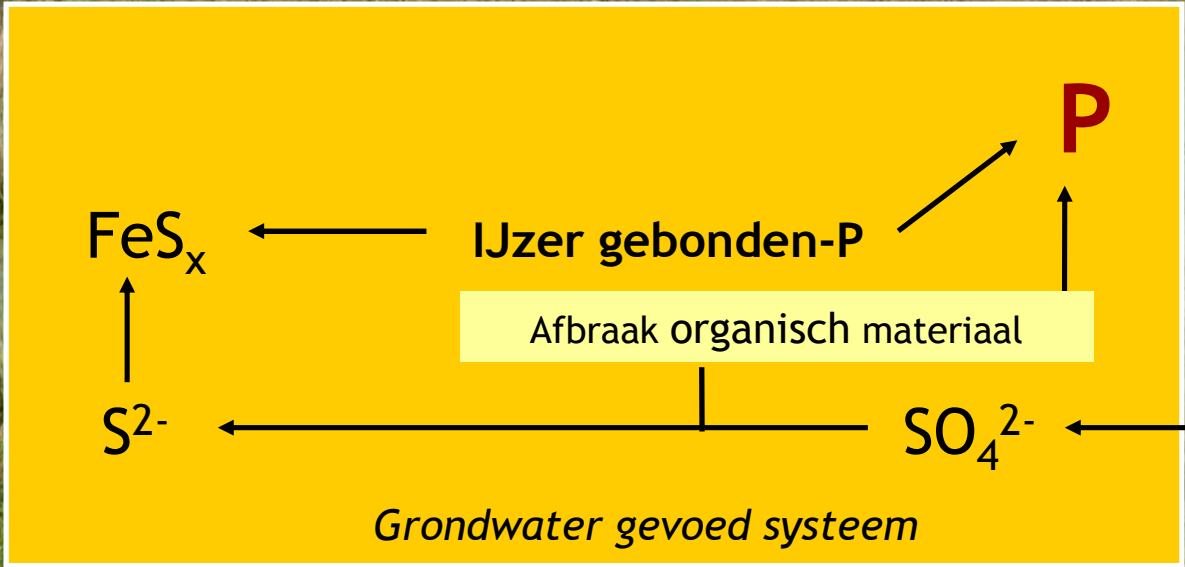 P
FeSₓ
IJzer gebonden-P
Afbraak organisch materiaal
S²⁻
SO₄²⁻
Grondwater gevoed systeem